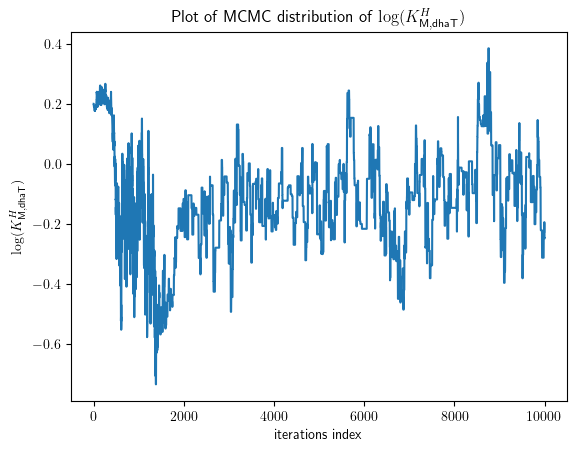 Plot of MCMC distribution of log(K^H_{M,dhaT})
0.4
0.2
0.0
−0.2
−0.4
−0.6
log(K^H_{M,dhaT})
0 2000 4000 6000 8000 10000
iterations index